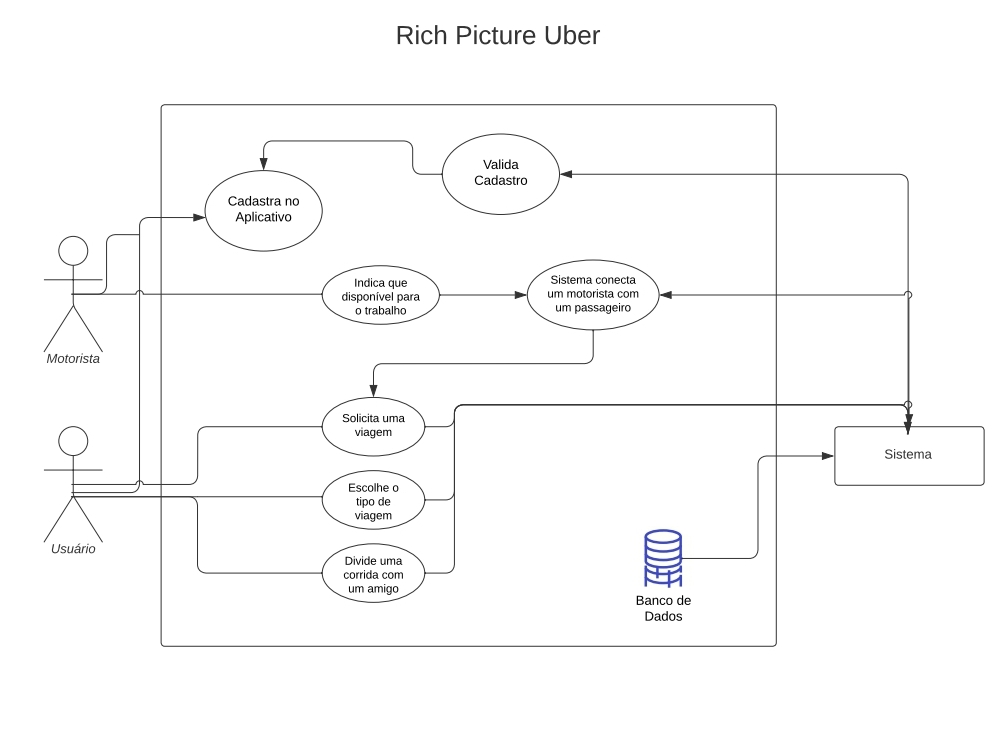 Rich Picture Uber
Valida
Cadastro
Cadastra no
Aplicativo
Indica que
disponível para
o trabalho
Sistema conecta
um motorista com
um passageiro
Motorista
Solicita uma
viagem
Sistema
Escolhe o
tipo de
viagem
Usuário
Divide uma
corrida com
um amigo
Banco de
Dados